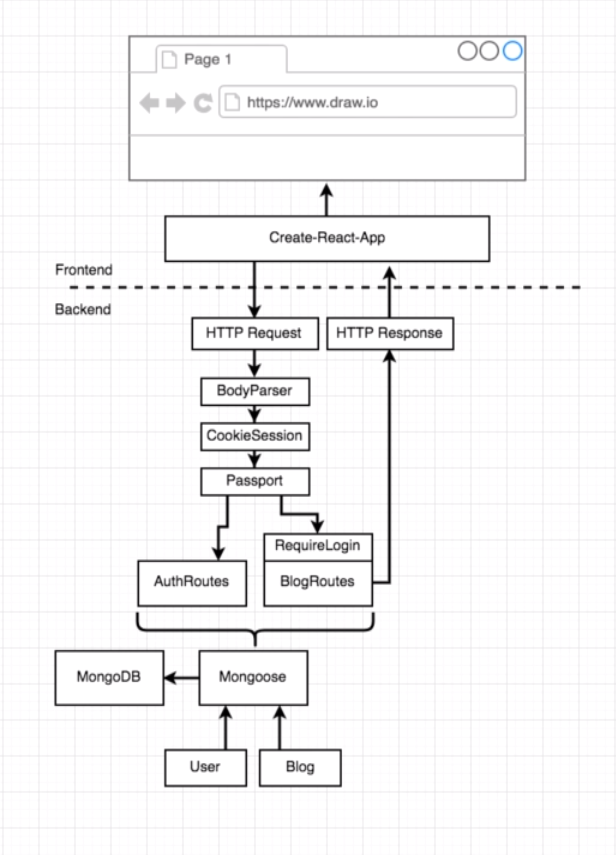 Page 1
https://www.draw.io
Create-React-App
Frontend
Backend
HTTP Request
HTTP Response
BodyParser
CookieSession
Passport
RequireLogin
AuthRoutes
BlogRoutes
MongoDB
Mongoose
User
Blog